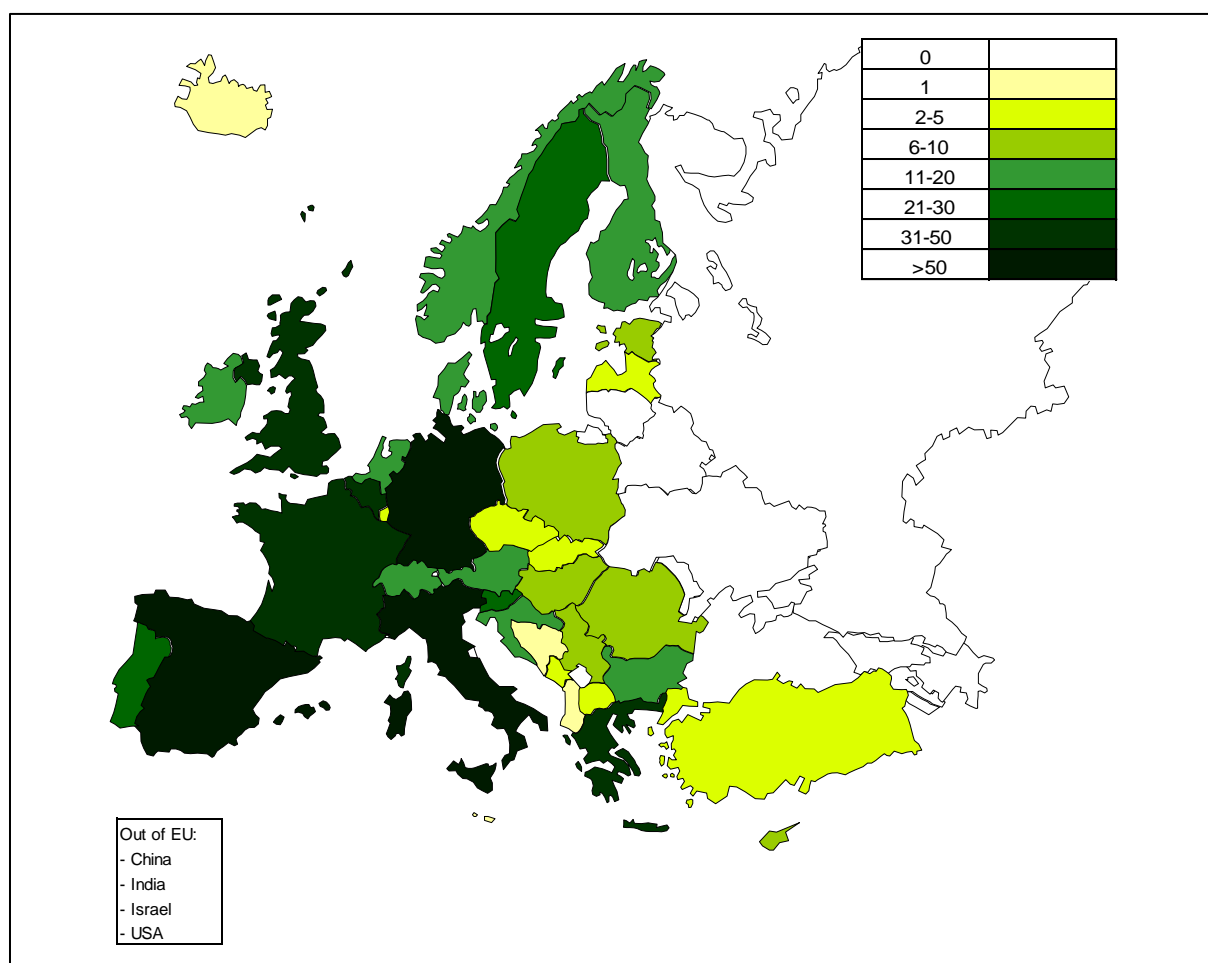 0
1
2-5
6-10
11-20
21-30
31-50
>50
Out of EU:
- China
- India
- Israel
- USA